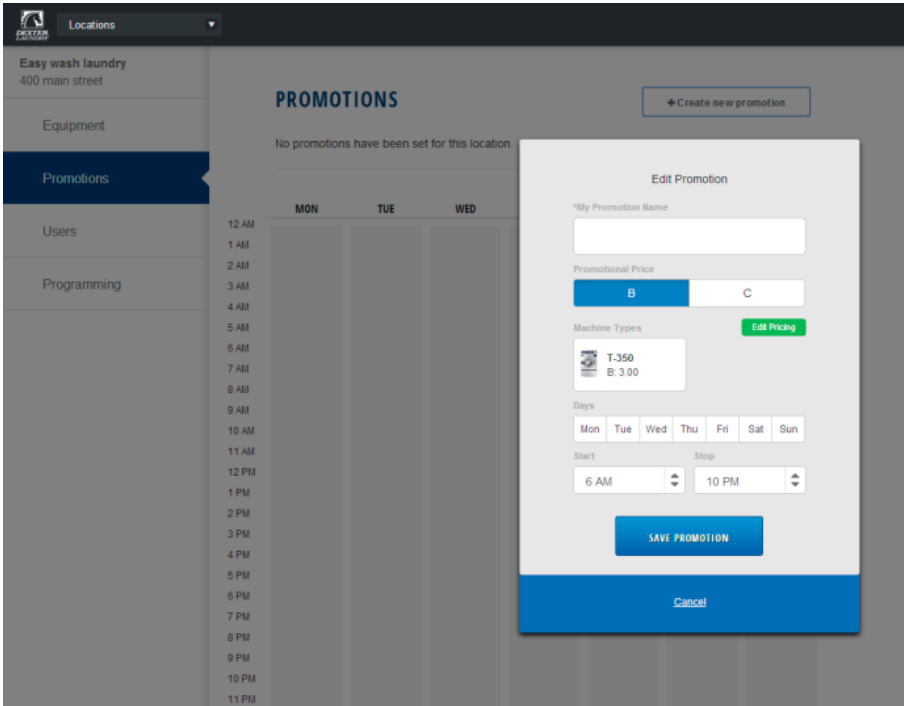 DEXTER
LAUNDRY
Locations
Easy wash laundry
400 main street
Equipment
Promotions
Users
Programming
PROMOTIONS
+Create new promotion
No promotions have been set for this location
MON TUE WED
12 AM
1 AM
2 AM
3 AM
4 AM
5 AM
6 AM
7 AM
8 AM
9 AM
10 AM
11 AM
12 PM
1 PM
2 PM
3 PM
4 PM
5 PM
6 PM
7 PM
8 PM
9 PM
10 PM
11 PM
Edit Promotion
*My Promotion Name
Promotional Price
B C
Machine Types Edit Pricing
T-350
B: 3.00
Days
Mon Tue Wed Thu Fri Sat Sun
Start Stop
6 AM 10 PM
SAVE PROMOTION
Cancel